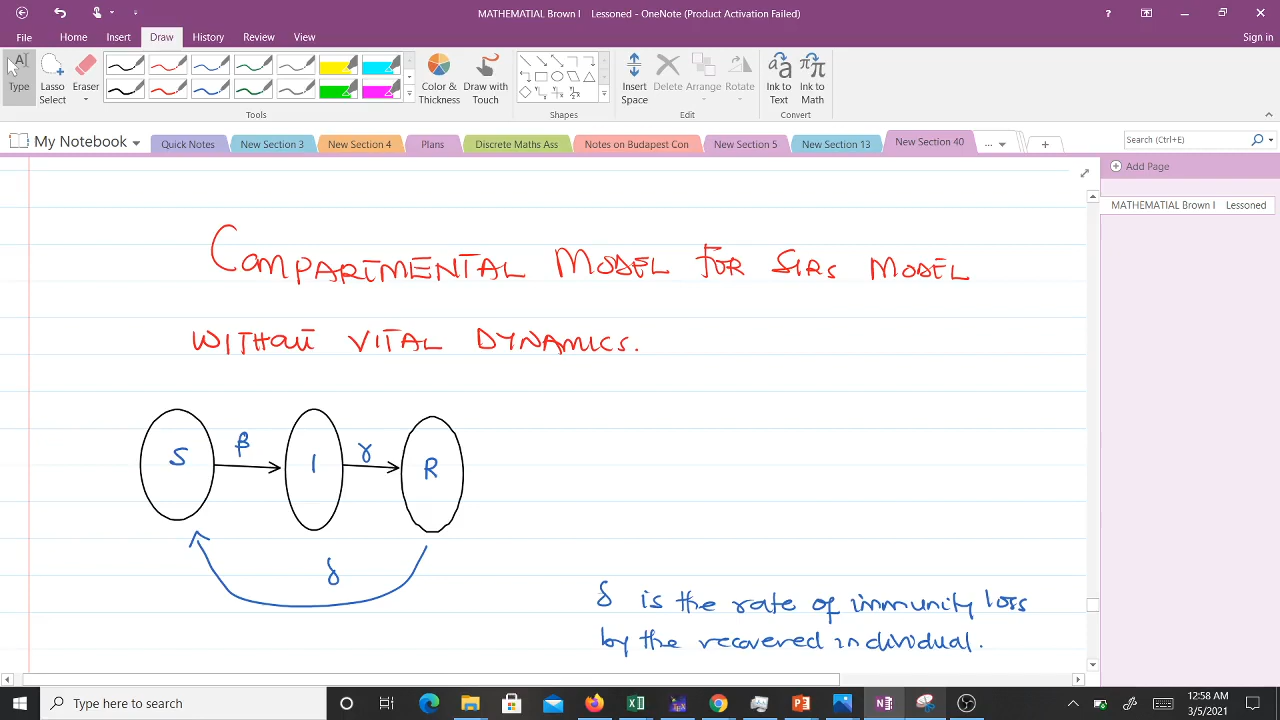 MATHEMATIAL Brown I    Lessoned - OneNote (Product Activation Failed)
?
Sign in
File
Home
Insert
Draw
History
Review
View
Type
Lasso Select
Eraser
Color & Thickness
Draw with Touch
Insert Space
Delete
Arrange
Rotate
Ink to Text
Ink to Math
Tools
Shapes
Edit
Convert
My Notebook
Quick Notes
New Section 3
New Section 4
Plans
Discrete Maths Ass
Notes on Budapest Con
New Section 5
New Section 13
New Section 40
...
Search (Ctrl+E)
Add Page
MATHEMATIAL Brown I    Lessoned
COMPARTMENTAL MODEL FOR SIRS MODEL
WITHOUT VITAL DYNAMICS.
S β I γ R
δ
δ is the rate of immunity loss
by the recovered individual.
Type here to search
12:58 AM
3/5/2021